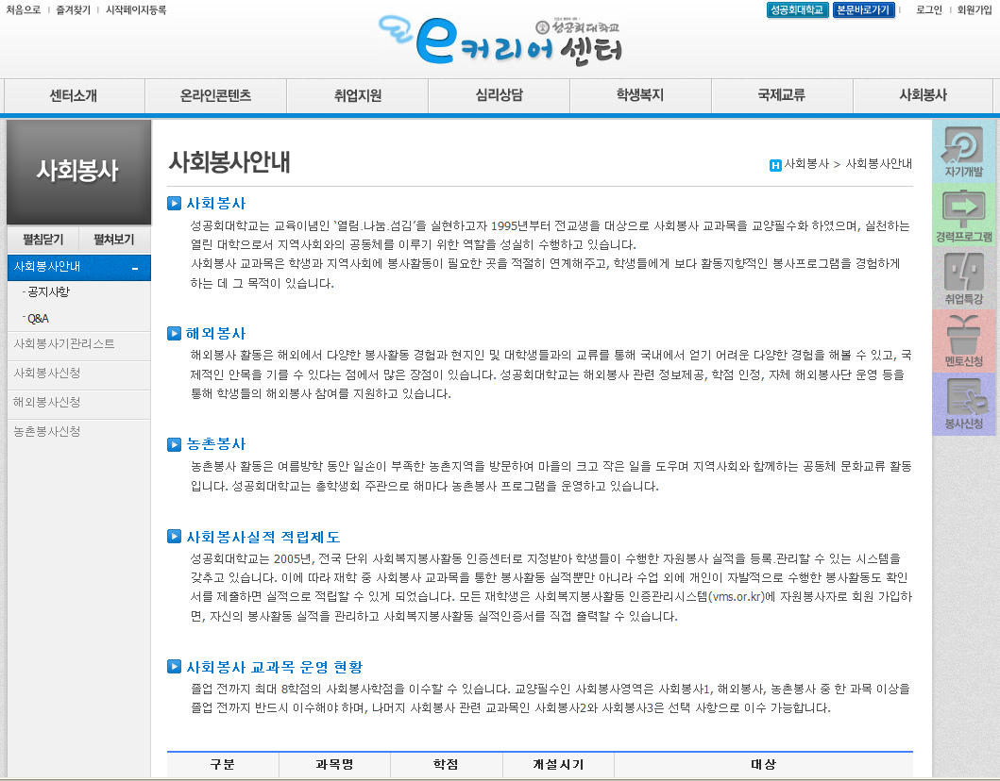 처음으로 | 즐겨찾기 | 시작페이지등록
성공회대학교 본문바로가기 | 로그인 | 회원가입
성공회대학교
e커리어 센터
센터소개 온라인콘텐츠 취업지원 심리상담 학생복지 국제교류 사회봉사
사회봉사
펼침닫기 펼쳐보기
사회봉사안내 -
- 공지사항
- Q&A
사회봉사기관리스트
사회봉사신청
해외봉사신청
농촌봉사신청
사회봉사안내
H 사회봉사 > 사회봉사안내
사회봉사
성공회대학교는 교육이념인 '열림.나눔.섬김'을 실현하고자 1995년부터 전교생을 대상으로 사회봉사 교과목을 교양필수화 하였으며, 실천하는
열린 대학으로서 지역사회와의 공동체를 이루기 위한 역할을 성실히 수행하고 있습니다.
사회봉사 교과목은 학생과 지역사회에 봉사활동이 필요한 곳을 적절히 연계해주고, 학생들에게 보다 활동지향적인 봉사프로그램을 경험하게
하는 데 그 목적이 있습니다.
해외봉사
해외봉사 활동은 해외에서 다양한 봉사활동 경험과 현지인 및 대학생들과의 교류를 통해 국내에서 얻기 어려운 다양한 경험을 해볼 수 있고, 국
제적인 안목을 기를 수 있다는 점에서 많은 장점이 있습니다. 성공회대학교는 해외봉사 관련 정보제공, 학점 인정, 자체 해외봉사단 운영 등을
통해 학생들의 해외봉사 참여를 지원하고 있습니다.
농촌봉사
농촌봉사 활동은 여름방학 동안 일손이 부족한 농촌지역을 방문하여 마을의 크고 작은 일을 도우며 지역사회와 함께하는 공동체 문화교류 활동
입니다. 성공회대학교는 총학생회 주관으로 해마다 농촌봉사 프로그램을 운영하고 있습니다.
사회봉사실적 적립제도
성공회대학교는 2005년, 전국 단위 사회복지봉사활동 인증센터로 지정받아 학생들이 수행한 자원봉사 실적을 등록.관리할 수 있는 시스템을
갖추고 있습니다. 이에 따라 재학 중 사회봉사 교과목을 통한 봉사활동 실적뿐만 아니라 수업 외에 개인이 자발적으로 수행한 봉사활동도 확인
서를 제출하면 실적으로 적립할 수 있게 되었습니다. 모든 재학생은 사회복지봉사활동 인증관리시스템(vms.or.kr)에 자원봉사자로 회원 가입하
면, 자신의 봉사활동 실적을 관리하고 사회복지봉사활동 실적인증서를 직접 출력할 수 있습니다.
사회봉사 교과목 운영 현황
졸업 전까지 최대 8학점의 사회봉사학점을 이수할 수 있습니다. 교양필수인 사회봉사영역은 사회봉사1, 해외봉사, 농촌봉사 중 한 과목 이상을
졸업 전까지 반드시 이수해야 하며, 나머지 사회봉사 관련 교과목인 사회봉사2와 사회봉사3은 선택 사항으로 이수 가능합니다.
구분 과목명 학점 개설시기 대상
자기개발
경력프로그램
취업특강
멘토신청
봉사신청